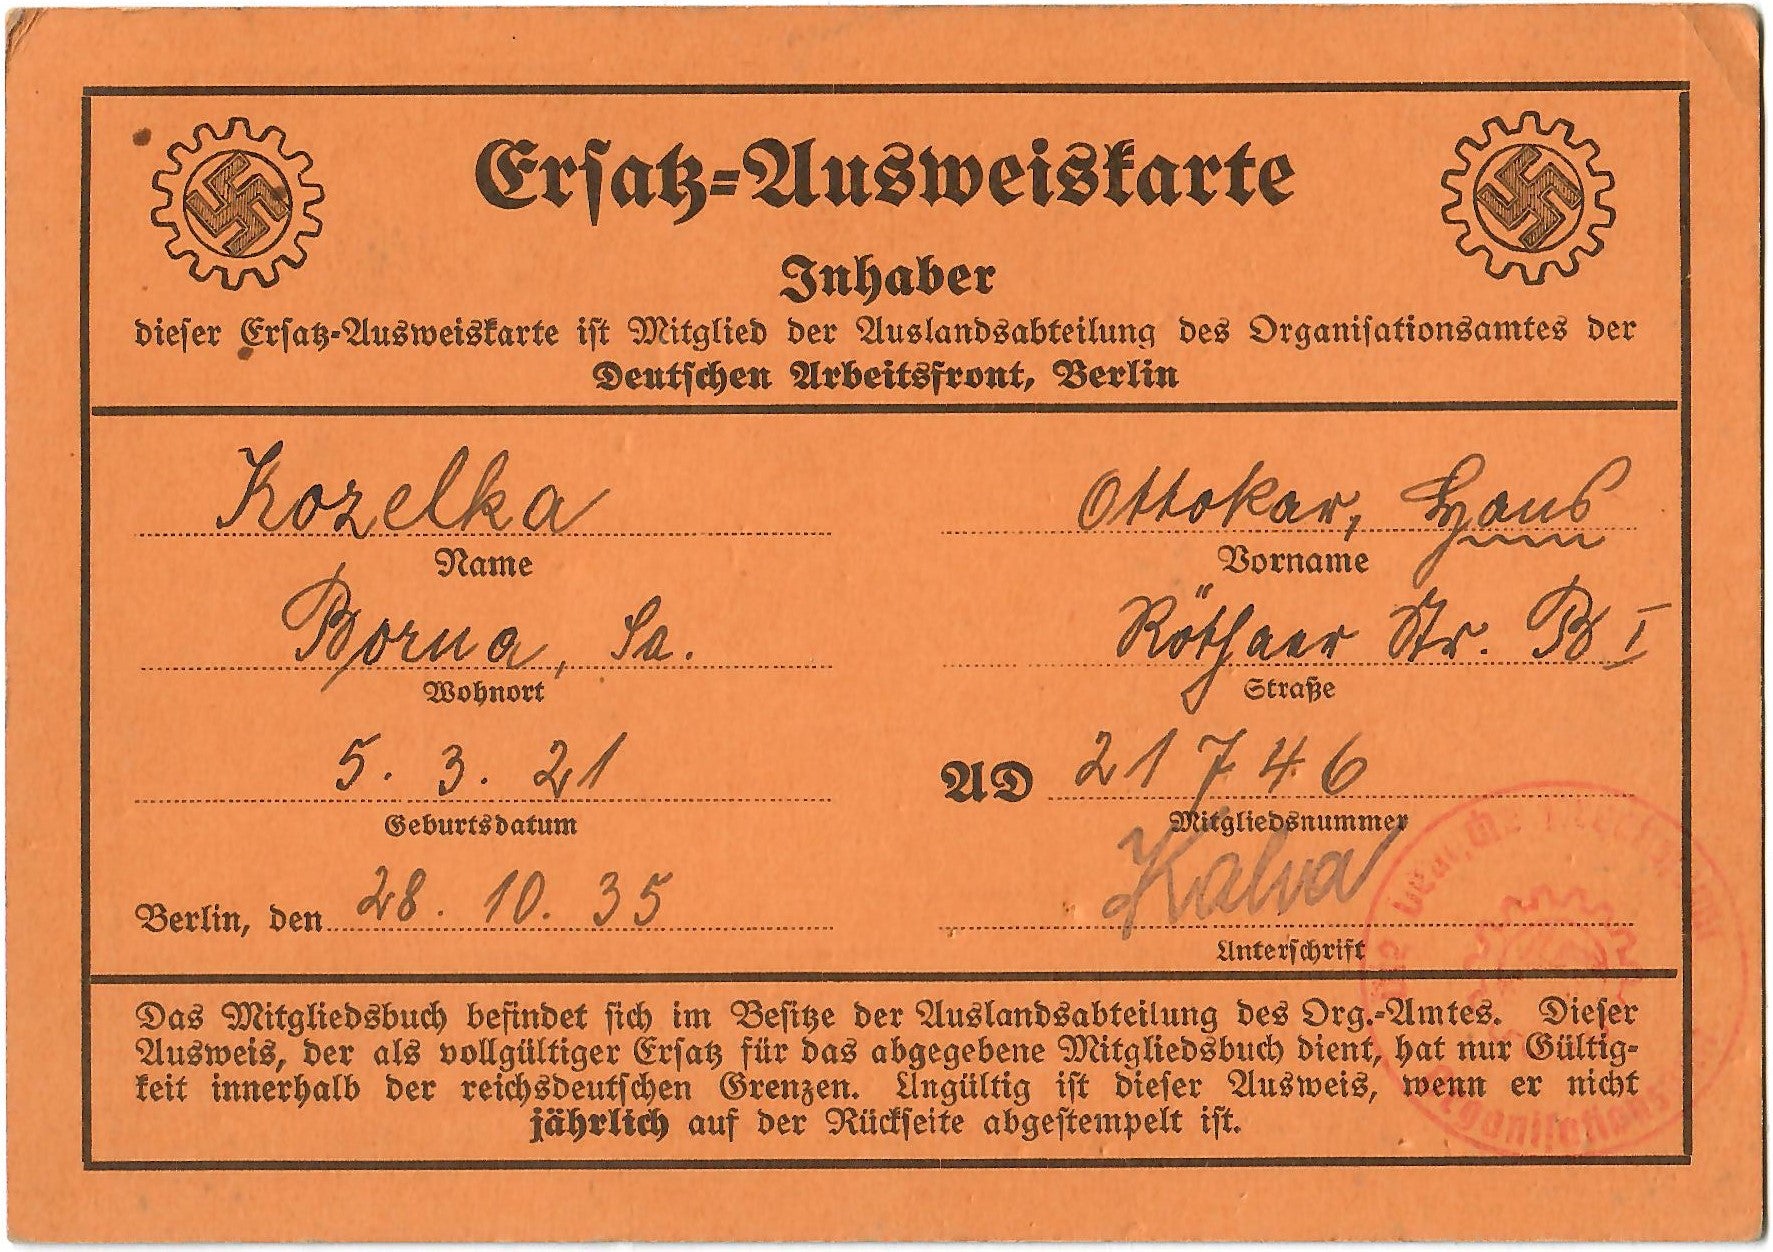 Ersatz-Ausweiskarte
Inhaber
dieser Ersatz-Ausweiskarte ist Mitglied der Auslandsabteilung des Organisationsamtes der
Deutschen Arbeitsfront, Berlin
Kozelka Ottokar, Hans
Name Vorname
Borna, Sa. Röthaer Str. B I
Wohnort Straße
5. 3. 21 AD 21746
Geburtsdatum Mitgliedsnummer
Berlin, den 28. 10. 35
Unterschrift
Das Mitgliedsbuch befindet sich im Besitze der Auslandsabteilung des Org.-Amtes. Dieser
Ausweis, der als vollgültiger Ersatz für das abgegebene Mitgliedsbuch dient, hat nur Gültig-
keit innerhalb der reichsdeutschen Grenzen. Ungültig ist dieser Ausweis, wenn er nicht
jährlich auf der Rückseite abgestempelt ist.